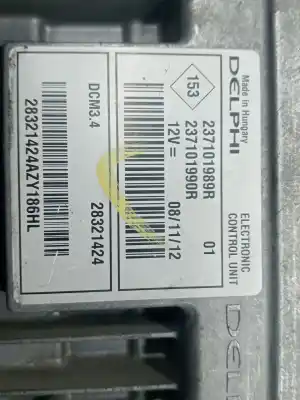 DELPHI
Made in Hungary
ELECTRONIC
CONTROL UNIT
153
237101989R 01
237101990R
12V= 08/11/12
DCM3.4 28321424
28321424AZY186HL
DELPHI